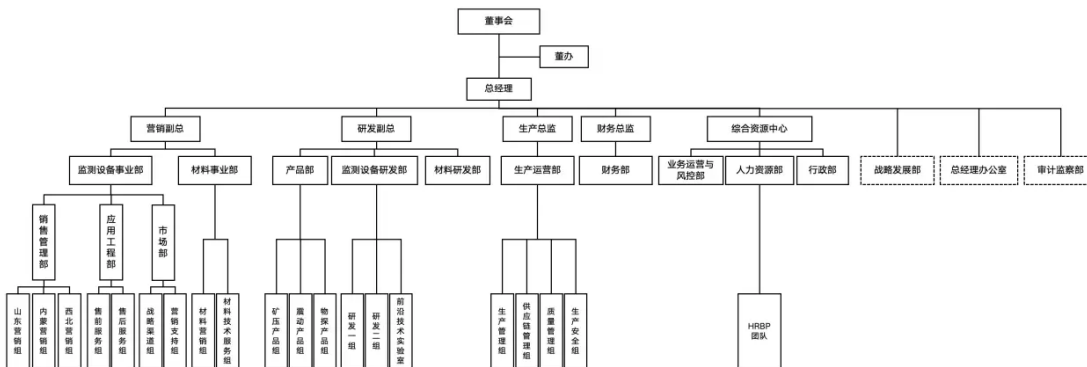 董事会
董办
总经理
营销副总
研发副总
生产总监
财务总监
综合资源中心
监测设备事业部
材料事业部
产品部
监测设备研发部
材料研发部
生产运营部
财务部
业务运营与
风控部
人力资源部
行政部
战略发展部
总经理办公室
审计监察部
销售管理部
应用工程部
市场部
山东营销组
内蒙营销组
西北营销组
售前服务组
售后服务组
战略渠道组
营销支持组
材料营销组
材料技术服务组
矿压产品组
震动产品组
物探产品组
研发一组
研发二组
前沿技术实验室
生产管理组
供应链管理组
质量管理组
生产安全组
HRBP
团队